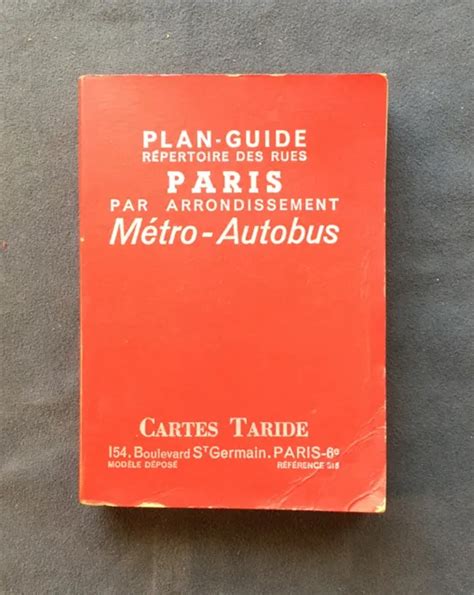 PLAN-GUIDE
RÉPERTOIRE DES RUES
PARIS
PAR ARRONDISSEMENT
Métro-Autobus
CARTES TARIDE
154, Boulevard ST Germain. PARIS-6e
MODÈLE DÉPOSÉ RÉFÉRENCE